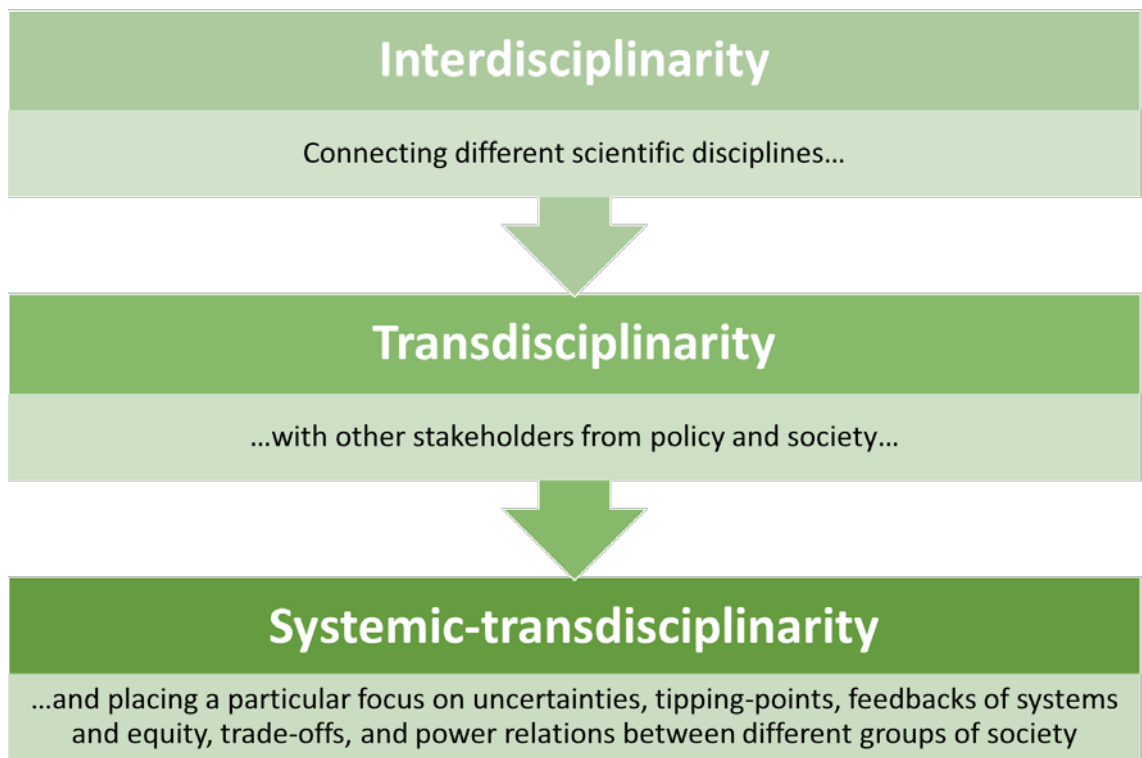 Interdisciplinarity
Connecting different scientific disciplines…
Transdisciplinarity
…with other stakeholders from policy and society…
Systemic-transdisciplinarity
…and placing a particular focus on uncertainties, tipping-points, feedbacks of systems
and equity, trade-offs, and power relations between different groups of society